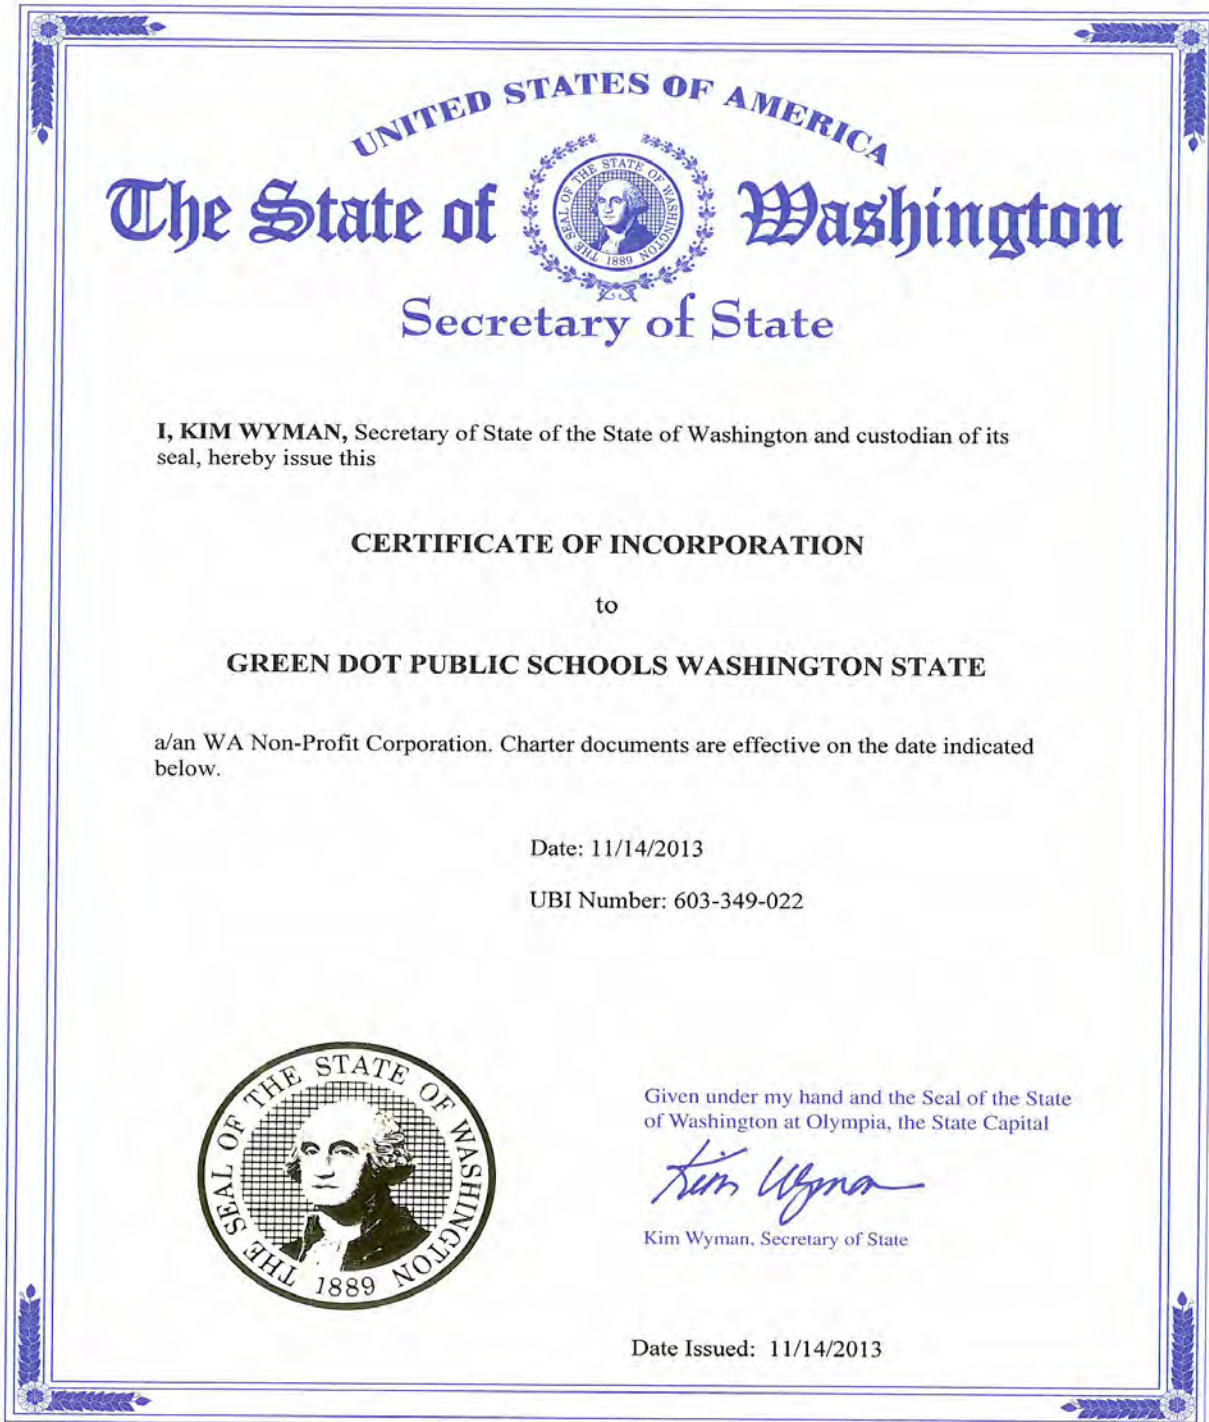 UNITED STATES OF AMERICA
The State of Washington
THE SEAL OF THE STATE OF WASHINGTON
1889
Secretary of State
I, KIM WYMAN, Secretary of State of the State of Washington and custodian of its
seal, hereby issue this
CERTIFICATE OF INCORPORATION
to
GREEN DOT PUBLIC SCHOOLS WASHINGTON STATE
a/an WA Non-Profit Corporation. Charter documents are effective on the date indicated
below.
Date: 11/14/2013
UBI Number: 603-349-022
THE SEAL OF THE STATE OF WASHINGTON
1889
Given under my hand and the Seal of the State
of Washington at Olympia, the State Capital
Kim Wyman
Kim Wyman, Secretary of State
Date Issued: 11/14/2013